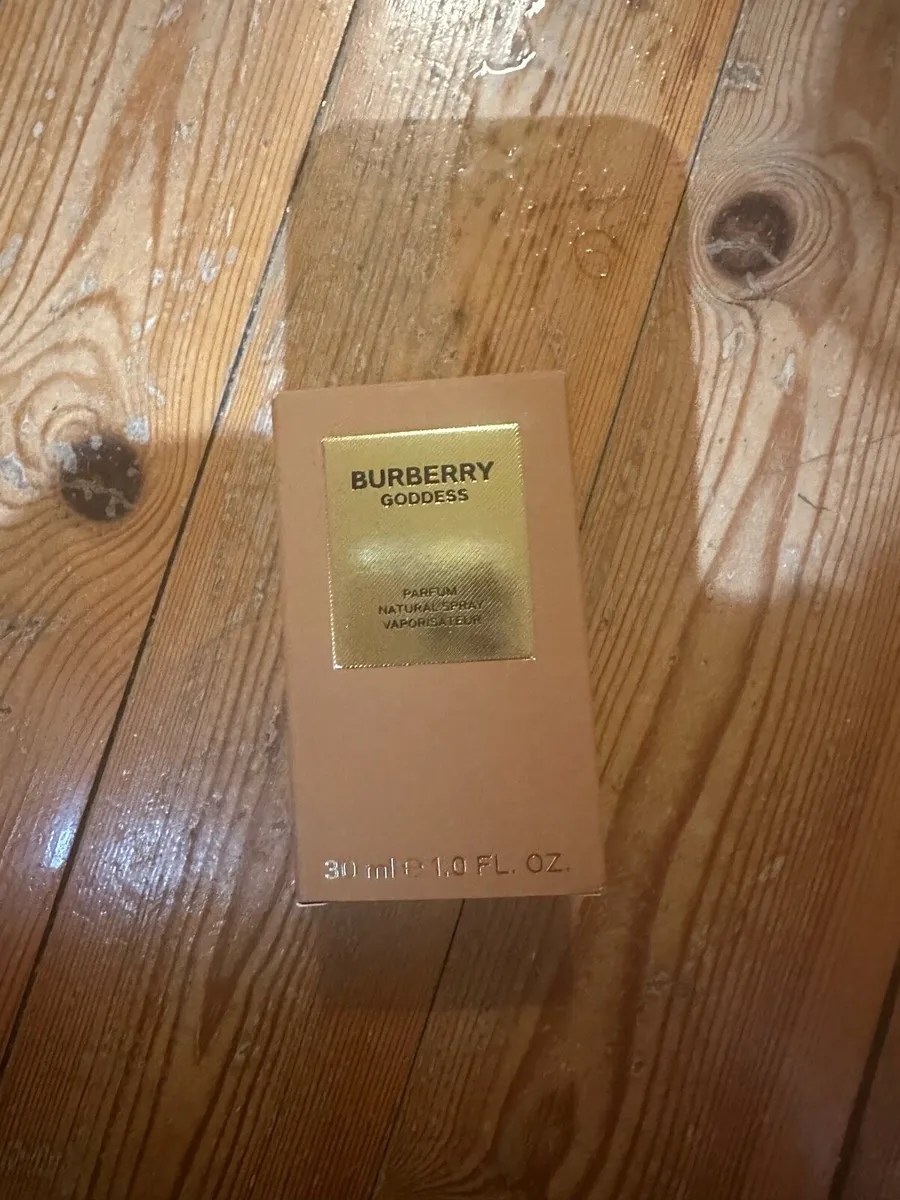 BURBERRY
GODDESS
PARFUM
NATURAL SPRAY
VAPORISATEUR
30 ml e 1.0 FL. OZ.